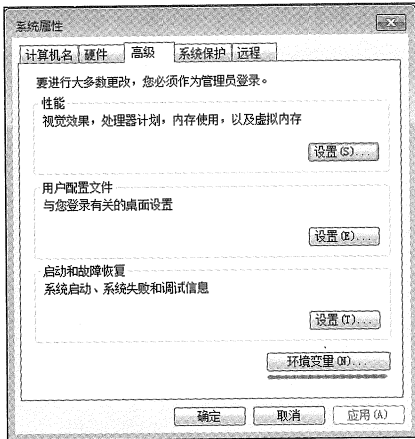 系统属性
计算机名 硬件 高级 系统保护 远程
要进行大多数更改，您必须作为管理员登录。
性能
视觉效果，处理器计划，内存使用，以及虚拟内存
设置(S)...
用户配置文件
与您登录有关的桌面设置
设置(E)...
启动和故障恢复
系统启动、系统失败和调试信息
设置(T)...
环境变量(N)...
确定 取消 应用(A)